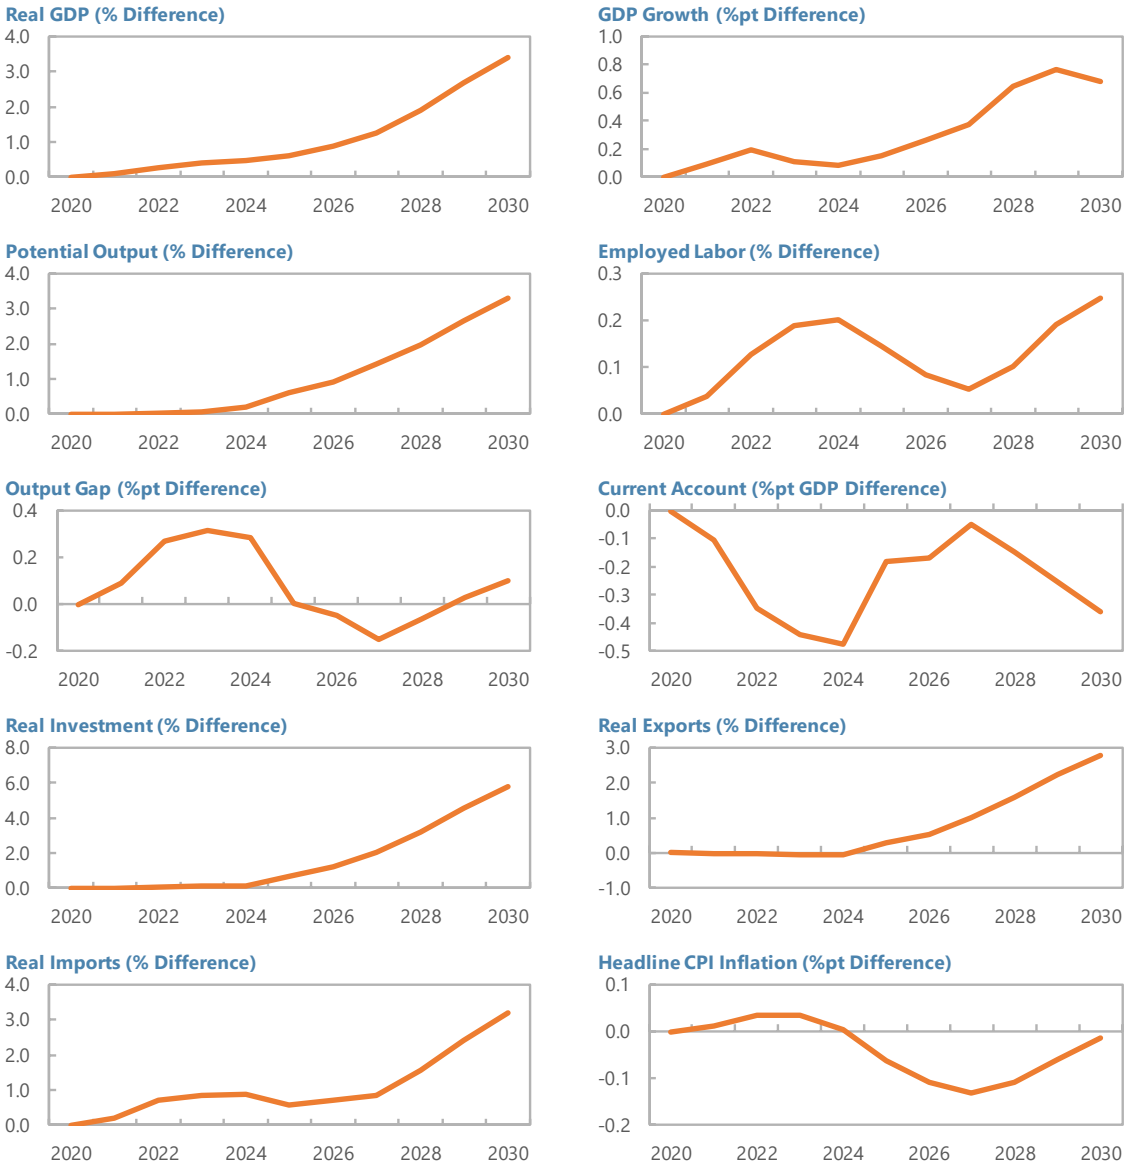 Real GDP (% Difference)
4.0
3.0
2.0
1.0
0.0
2020 2022 2024 2026 2028 2030
GDP Growth (%pt Difference)
1.0
0.8
0.6
0.4
0.2
0.0
2020 2022 2024 2026 2028 2030
Potential Output (% Difference)
4.0
3.0
2.0
1.0
0.0
2020 2022 2024 2026 2028 2030
Employed Labor (% Difference)
0.3
0.2
0.1
0.0
2020 2022 2024 2026 2028 2030
Output Gap (%pt Difference)
0.4
0.2
0.0
-0.2
2020 2022 2024 2026 2028 2030
Current Account (%pt GDP Difference)
0.0
-0.1
-0.2
-0.3
-0.4
-0.5
2020 2022 2024 2026 2028 2030
Real Investment (% Difference)
8.0
6.0
4.0
2.0
0.0
2020 2022 2024 2026 2028 2030
Real Exports (% Difference)
3.0
2.0
1.0
0.0
-1.0
2020 2022 2024 2026 2028 2030
Real Imports (% Difference)
4.0
3.0
2.0
1.0
0.0
2020 2022 2024 2026 2028 2030
Headline CPI Inflation (%pt Difference)
0.1
0.0
-0.1
-0.2
2020 2022 2024 2026 2028 2030